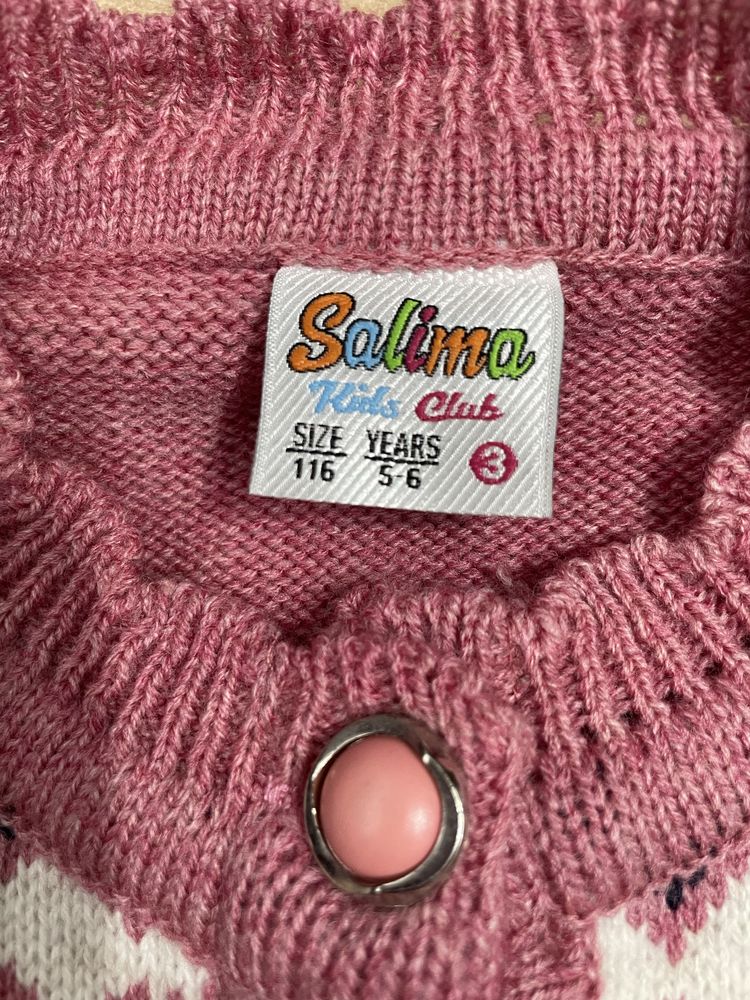 Salima
Kids Club
SIZE YEARS
116 5-6 3